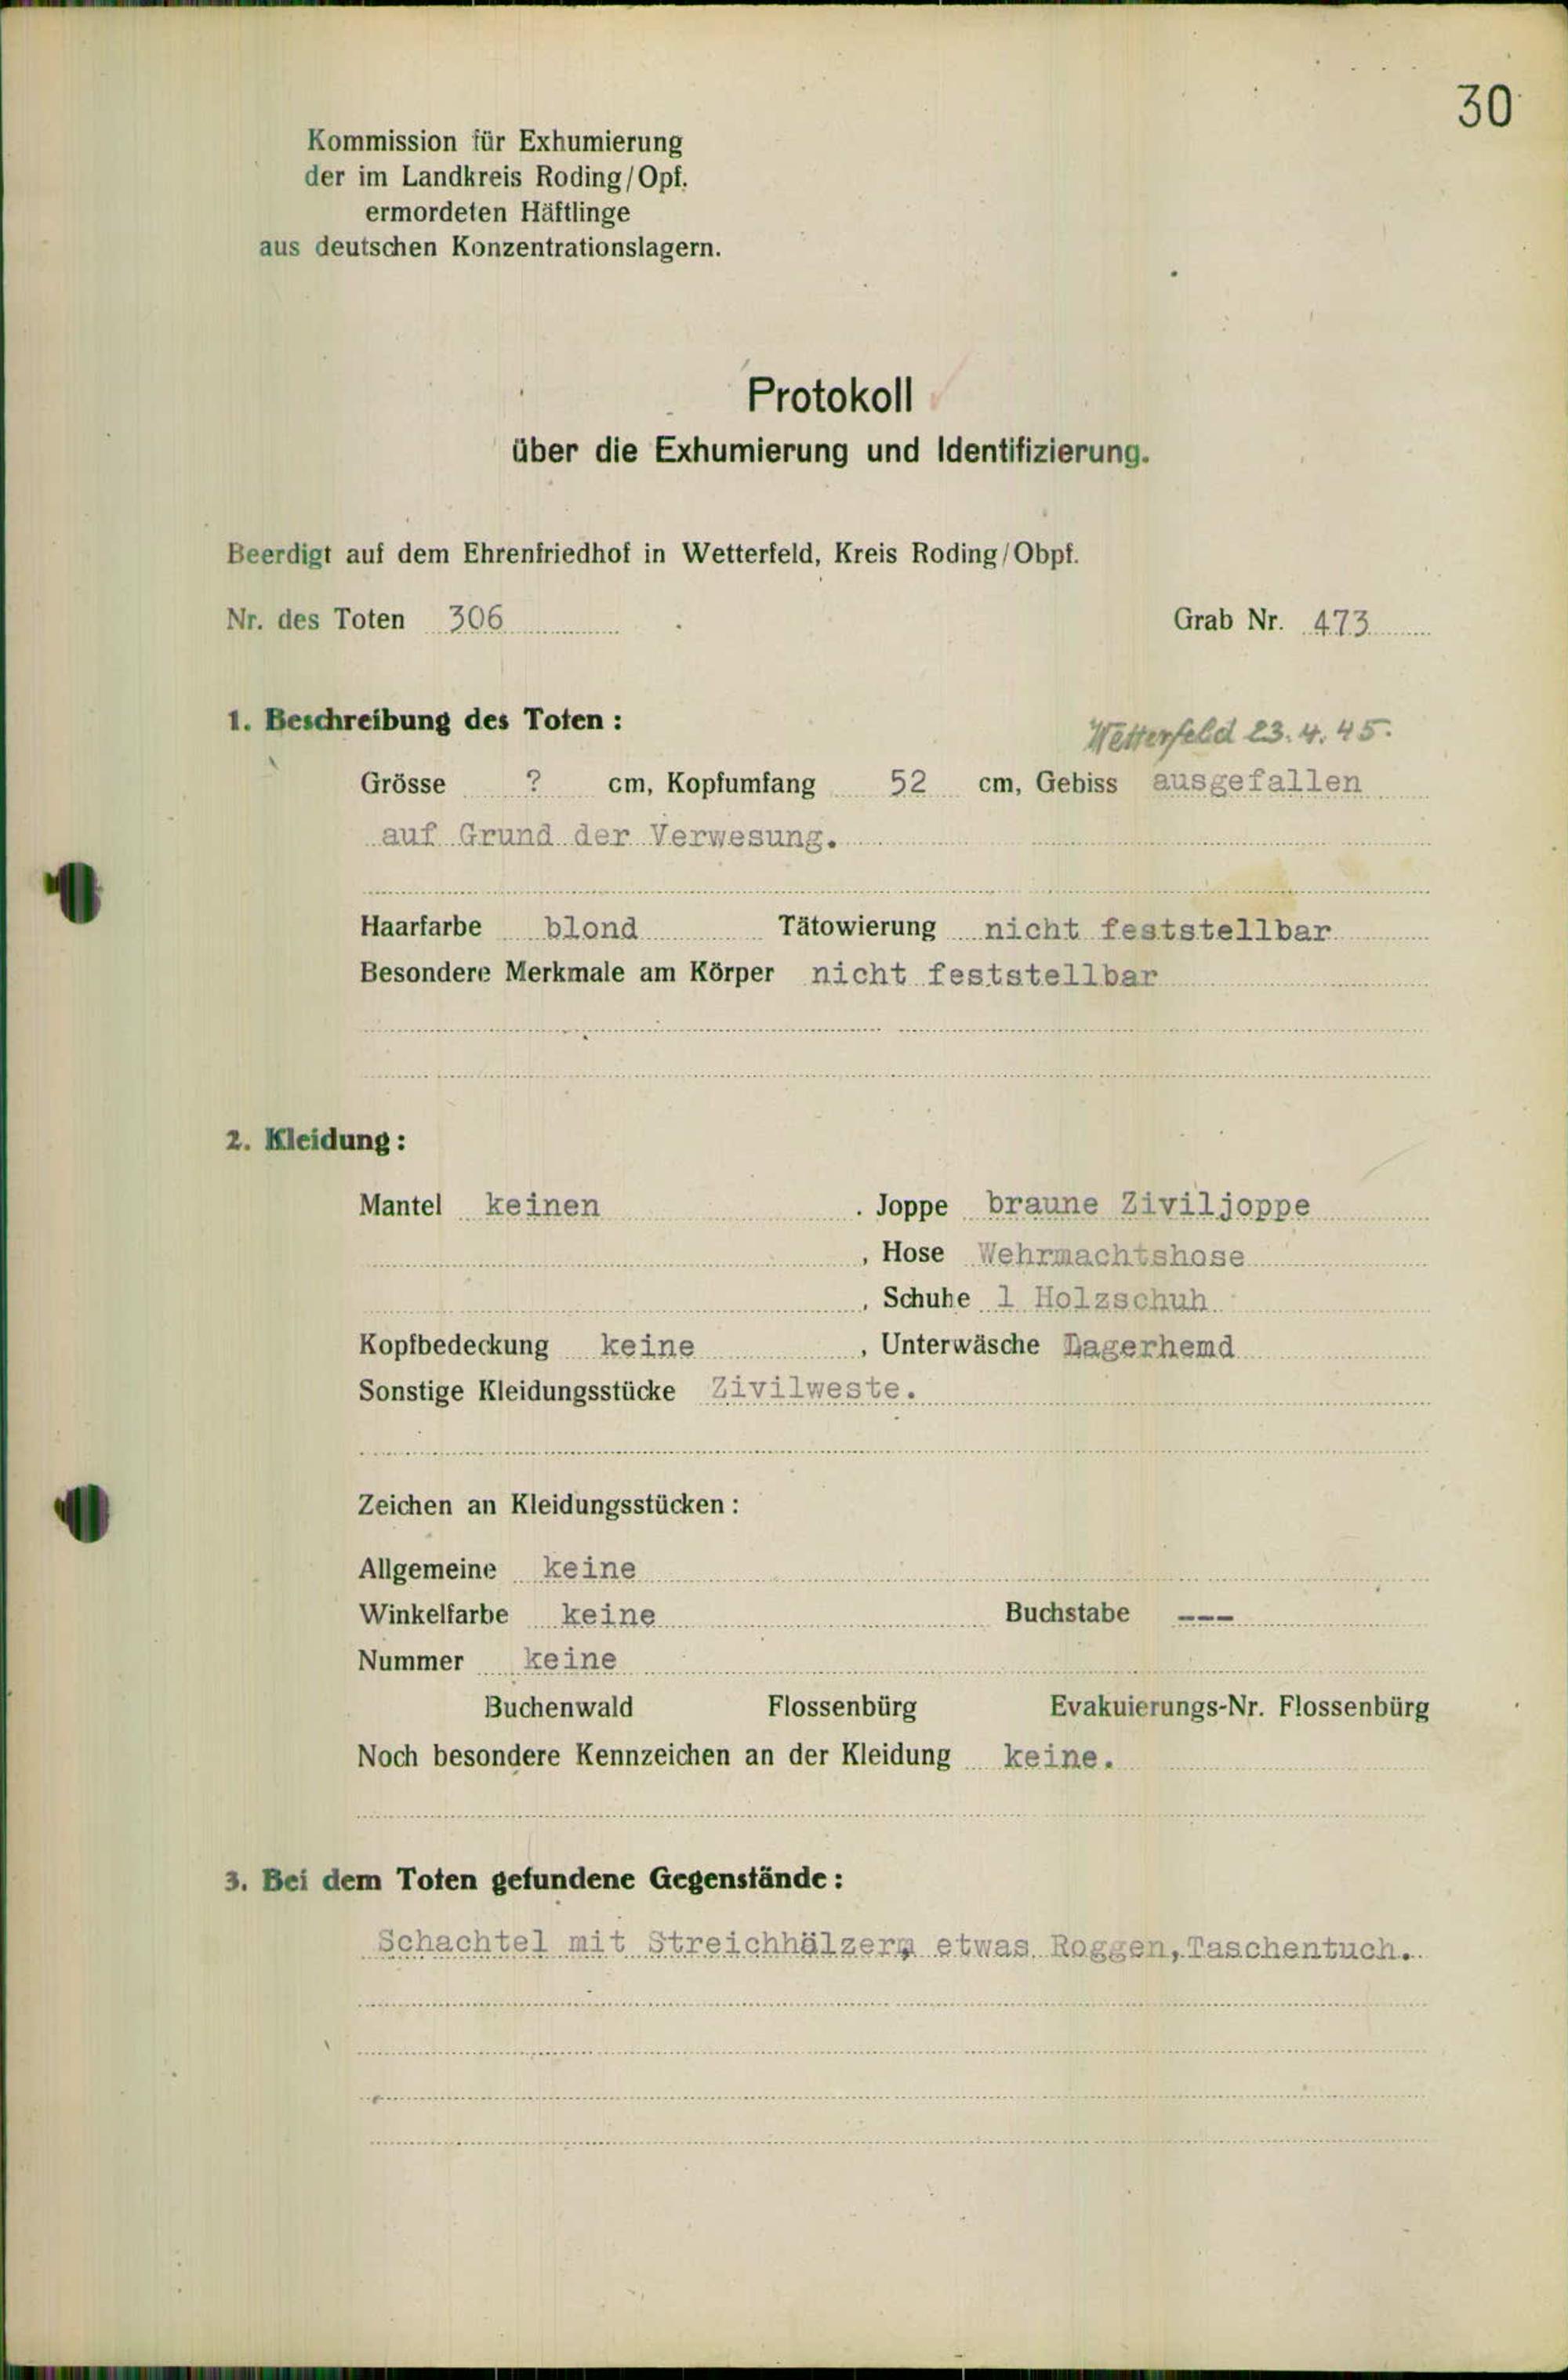 30
Kommission für Exhumierung
der im Landkreis Roding/Opf.
ermordeten Häftlinge
aus deutschen Konzentrationslagern.
Protokoll
über die Exhumierung und Identifizierung.
Beerdigt auf dem Ehrenfriedhof in Wetterfeld, Kreis Roding/Obpf.
Nr. des Toten 306 Grab Nr. 473
1. Beschreibung des Toten:
Wetterfeld 23.4.45.
Grösse ? cm, Kopfumfang 52 cm, Gebiss ausgefallen
auf Grund der Verwesung.
Haarfarbe blond Tätowierung nicht feststellbar
Besondere Merkmale am Körper nicht feststellbar
2. Kleidung:
Mantel keinen . Joppe braune Ziviljoppe
, Hose Wehrmachtshose
, Schuhe 1 Holzschuh
Kopfbedeckung keine , Unterwäsche Lagerhemd
Sonstige Kleidungsstücke Zivilweste.
Zeichen an Kleidungsstücken:
Allgemeine keine
Winkelfarbe keine Buchstabe ---
Nummer keine
Buchenwald Flossenbürg Evakuierungs-Nr. Flossenbürg
Noch besondere Kennzeichen an der Kleidung keine.
3. Bei dem Toten gefundene Gegenstände:
Schachtel mit Streichhälzern etwas Roggen, Taschentuch.